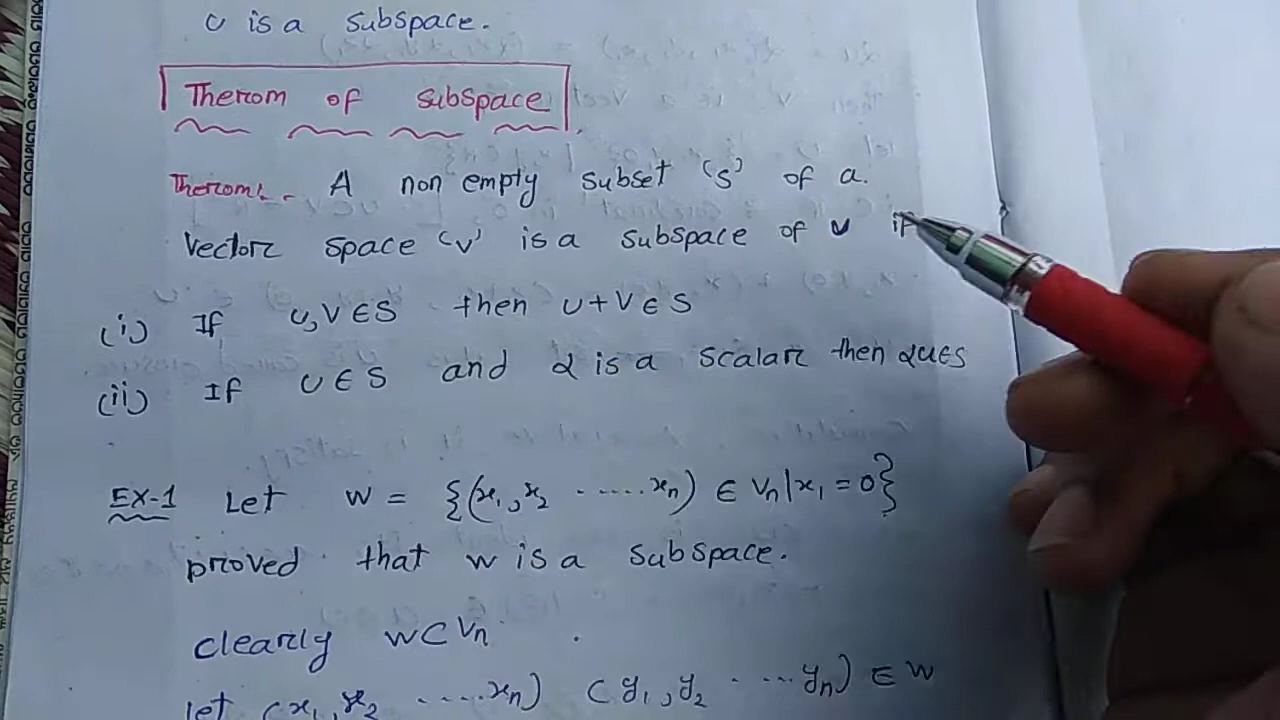 U is a subspace.
Therom of subspace
Therom:- A non empty subset 's' of a.
Vector space 'v' is a subspace of v if
(i) If u,v ∈ S then u+v ∈ S
(ii) If U ∈ S and α is a scalar then αu∈S
EX-1 Let W = {(x₁,x₂ ......xₙ) ∈ Vₙ|x₁ = 0}
proved that w is a subspace.
clearly W⊂Vₙ .
let (x₁,x₂ .....xₙ) (y₁,y₂ ....yₙ) ∈ W